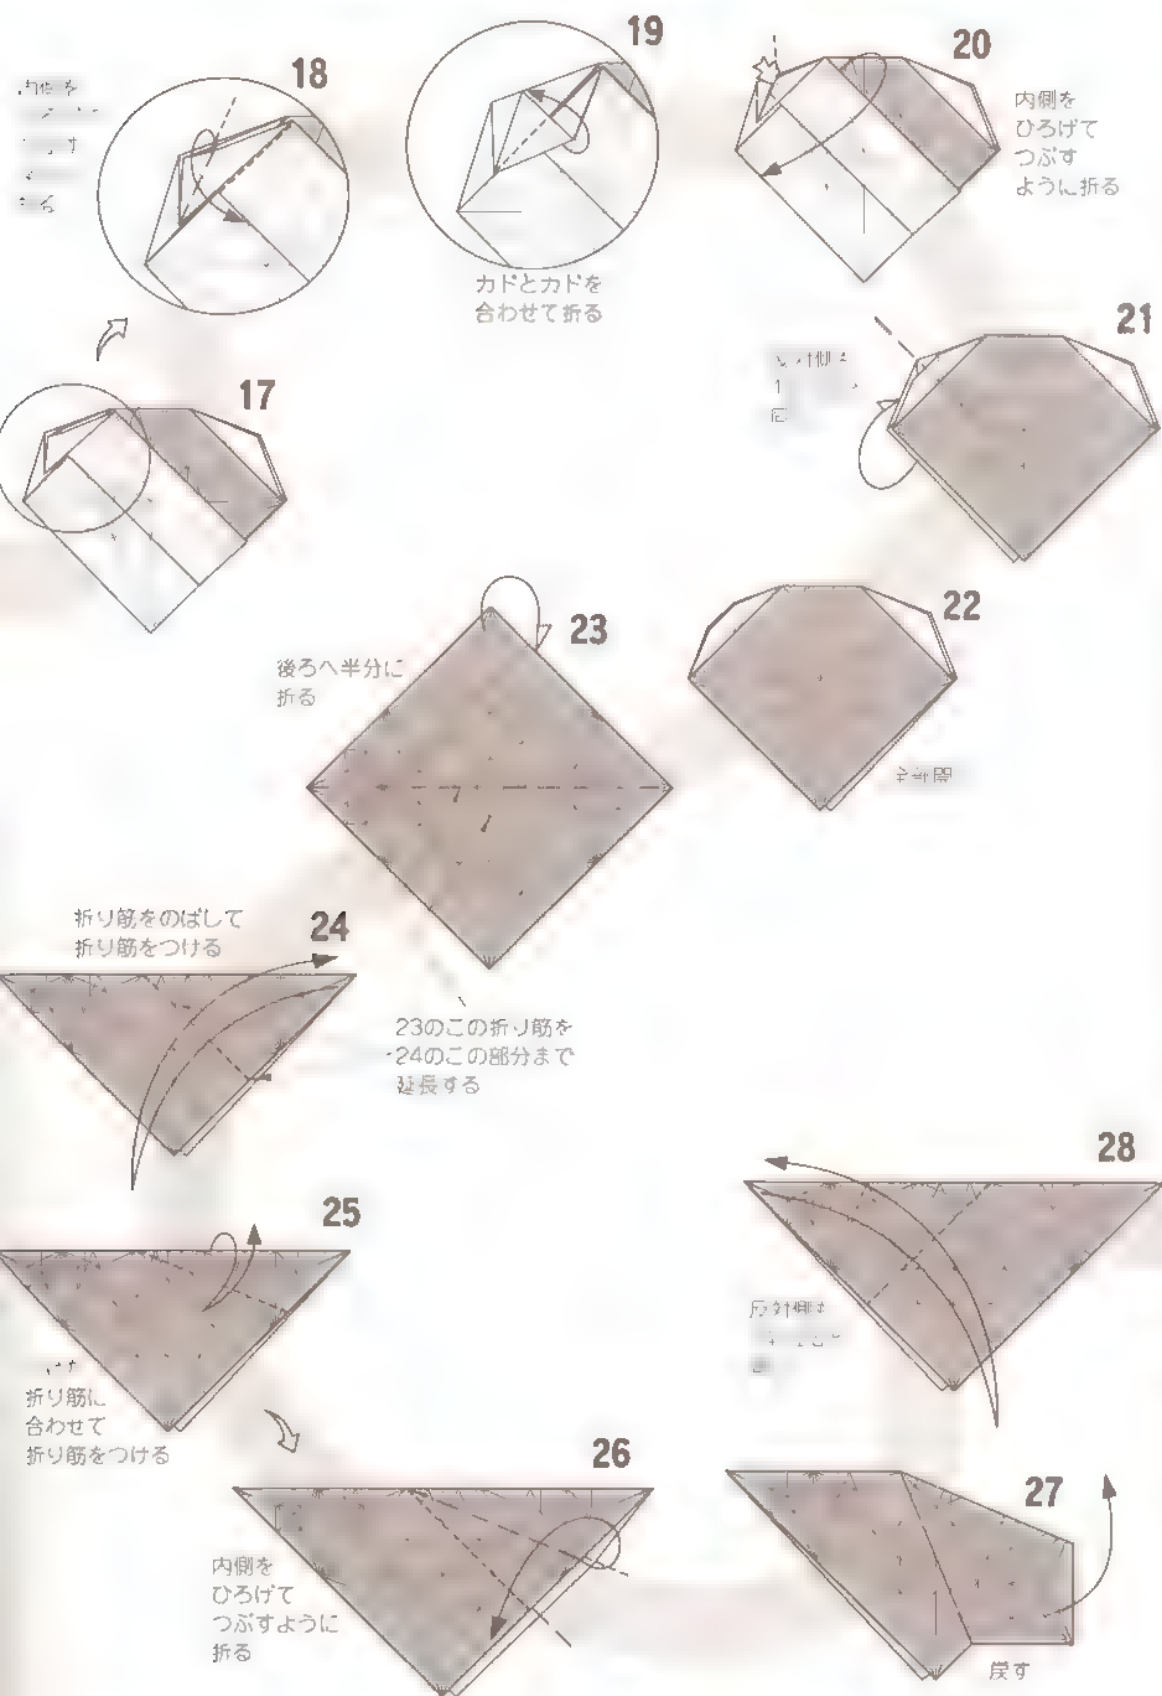 18
19
カドとカドを
合わせて折る
20
内側を
ひろげて
つぶす
ように折る
17
21
22
23
後ろへ半分に
折る
24
折り筋をのばして
折り筋をつける
23のこの折り筋を
24のこの部分まで
延長する
25
折り筋に
合わせて
折り筋をつける
26
内側を
ひろげて
つぶすように
折る
27
戻す
28
反対側も